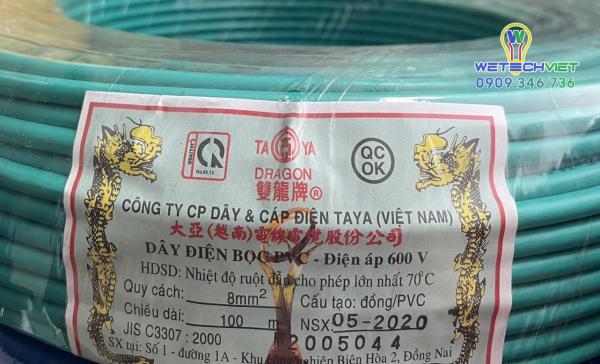 WETECHVIET
0909.346.736
TA YA
DRAGON
雙龍牌®
QC
OK
CÔNG TY CP DÂY & CÁP ĐIỆN TAYA (VIỆT NAM)
大亞(越南)電線電纜股份公司
DÂY ĐIỆN BỌC PVC - Điện áp 600 V
HDSD: Nhiệt độ ruột dẫn cho phép lớn nhất 70°C
Quy cách: 8mm² Cấu tạo: đồng/PVC
Chiều dài: 100 m NSX: 05-2020
JIS C3307 : 2000 12005044
SX tại: Số 1 - đường 1A - Khu công nghiệp Biên Hòa 2, Đồng Nai